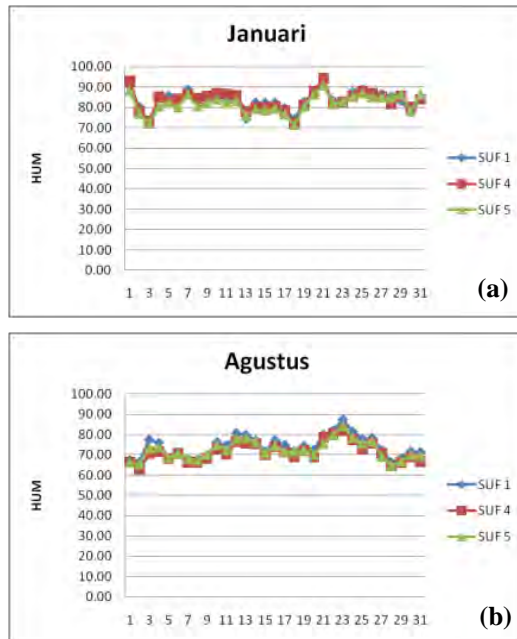 Januari
100.00
90.00
80.00
70.00
60.00
50.00
40.00
30.00
20.00
10.00
0.00
HUM
1 3 5 7 9 11 13 15 17 19 21 23 25 27 29 31
SUF 1
SUF 4
SUF 5
(a)
Agustus
100.00
90.00
80.00
70.00
60.00
50.00
40.00
30.00
20.00
10.00
0.00
HUM
1 3 5 7 9 11 13 15 17 19 21 23 25 27 29 31
SUF 1
SUF 4
SUF 5
(b)